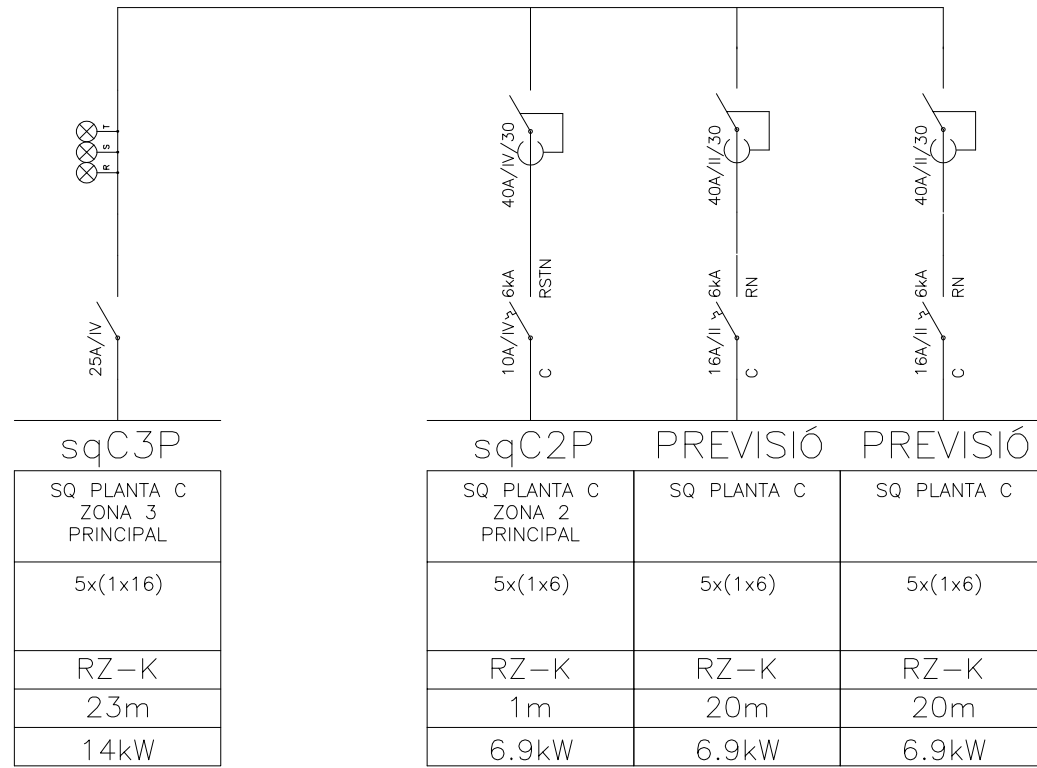 T
S
R
25A/IV
40A/IV/30
10A/IV
6kA
RSTN
C
40A/II/30
16A/II
6kA
RN
C
40A/II/30
16A/II
6kA
RN
C
sqC3P
SQ PLANTA C
ZONA 3
PRINCIPAL
5x(1x16)
RZ-K
23m
14kW
sqC2P
SQ PLANTA C
ZONA 2
PRINCIPAL
5x(1x6)
RZ-K
1m
6.9kW
PREVISIÓ
SQ PLANTA C
5x(1x6)
RZ-K
20m
6.9kW
PREVISIÓ
SQ PLANTA C
5x(1x6)
RZ-K
20m
6.9kW